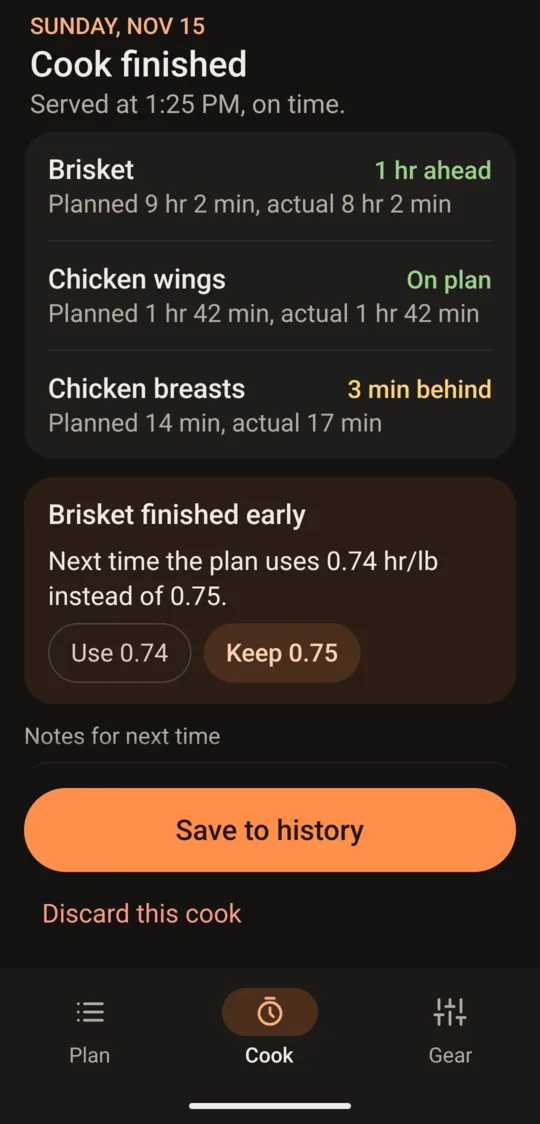 SUNDAY, NOV 15
Cook finished
Served at 1:25 PM, on time.
Brisket
1 hr ahead
Planned 9 hr 2 min, actual 8 hr 2 min
Chicken wings
On plan
Planned 1 hr 42 min, actual 1 hr 42 min
Chicken breasts
3 min behind
Planned 14 min, actual 17 min
Brisket finished early
Next time the plan uses 0.74 hr/lb
instead of 0.75.
Use 0.74
Keep 0.75
Notes for next time
Save to history
Discard this cook
Plan
Cook
Gear